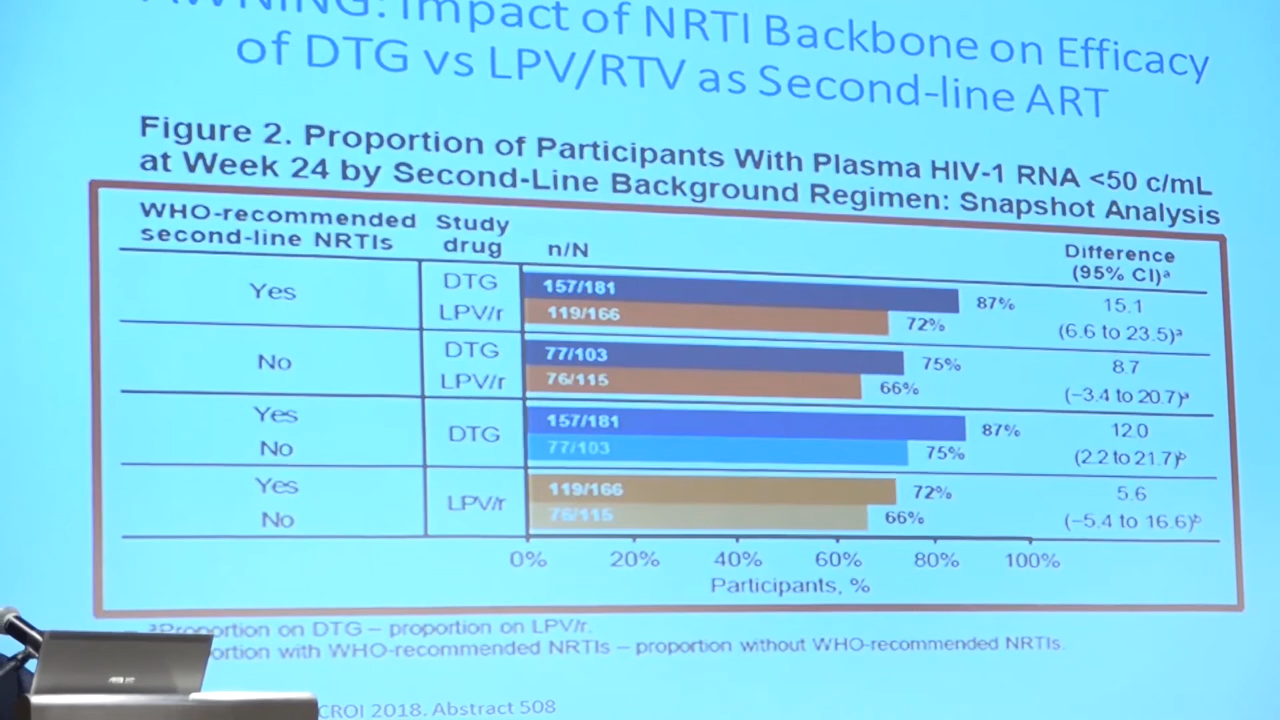 Impact of NRTI Backbone on Efficacy
of DTG vs LPV/RTV as Second-line ART
Figure 2. Proportion of Participants With Plasma HIV-1 RNA <50 c/mL
at Week 24 by Second-Line Background Regimen: Snapshot Analysis
WHO-recommended second-line NRTIs
Study drug
n/N
Difference (95% CI)ᵃ
Yes
DTG
157/181
87%
LPV/r
119/166
72%
15.1
(6.6 to 23.5)ᵃ
No
DTG
77/103
75%
LPV/r
76/115
66%
8.7
(−3.4 to 20.7)ᵃ
Yes
No
DTG
157/181
87%
77/103
75%
12.0
(2.2 to 21.7)ᵇ
Yes
No
LPV/r
119/166
72%
76/115
66%
5.6
(−5.4 to 16.6)ᵇ
0% 20% 40% 60% 80% 100%
Participants, %
ᵃProportion on DTG – proportion on LPV/r.
with WHO-recommended NRTIs – proportion without WHO-recommended NRTIs.
CROI 2018. Abstract 508